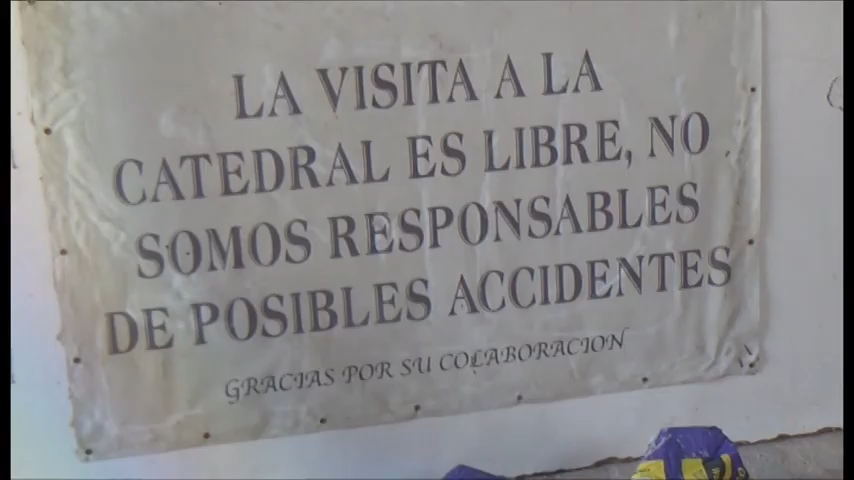 LA VISITA A LA
CATEDRAL ES LIBRE, NO
SOMOS RESPONSABLES
DE POSIBLES ACCIDENTES
GRACIAS POR SU COLABORACION